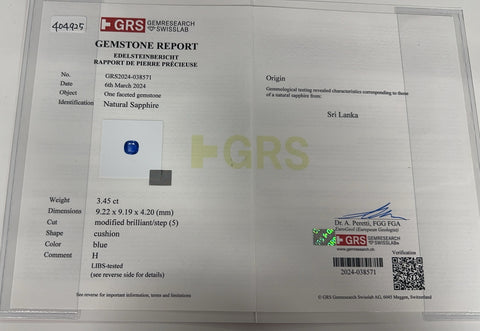 404925
GRS GEMRESEARCH SWISSLAB
GEMSTONE REPORT
EDELSTEINBERICHT
RAPPORT DE PIERRE PRÉCIEUSE
No. GRS2024-038571
Date 6th March 2024
Object One faceted gemstone
Identification Natural Sapphire
Weight 3.45 ct
Dimensions 9.22 x 9.19 x 4.20 (mm)
Cut modified brilliant/step (5)
Shape cushion
Color blue
Comment H
LIBS-tested
(see reverse side for details)
See reverse for important information, terms and limitations
GRS
Origin
Gemmological testing revealed characteristics corresponding to those
of a natural sapphire from:
Sri Lanka
Dr. A. Peretti, FGG FGA
EuroGeol (European Geologist)
GRS GEMRESEARCH SWISSLAB
2024-038571
Verification
© GRS Gemresearch Swisslab AG, 6045 Meggen, Switzerland